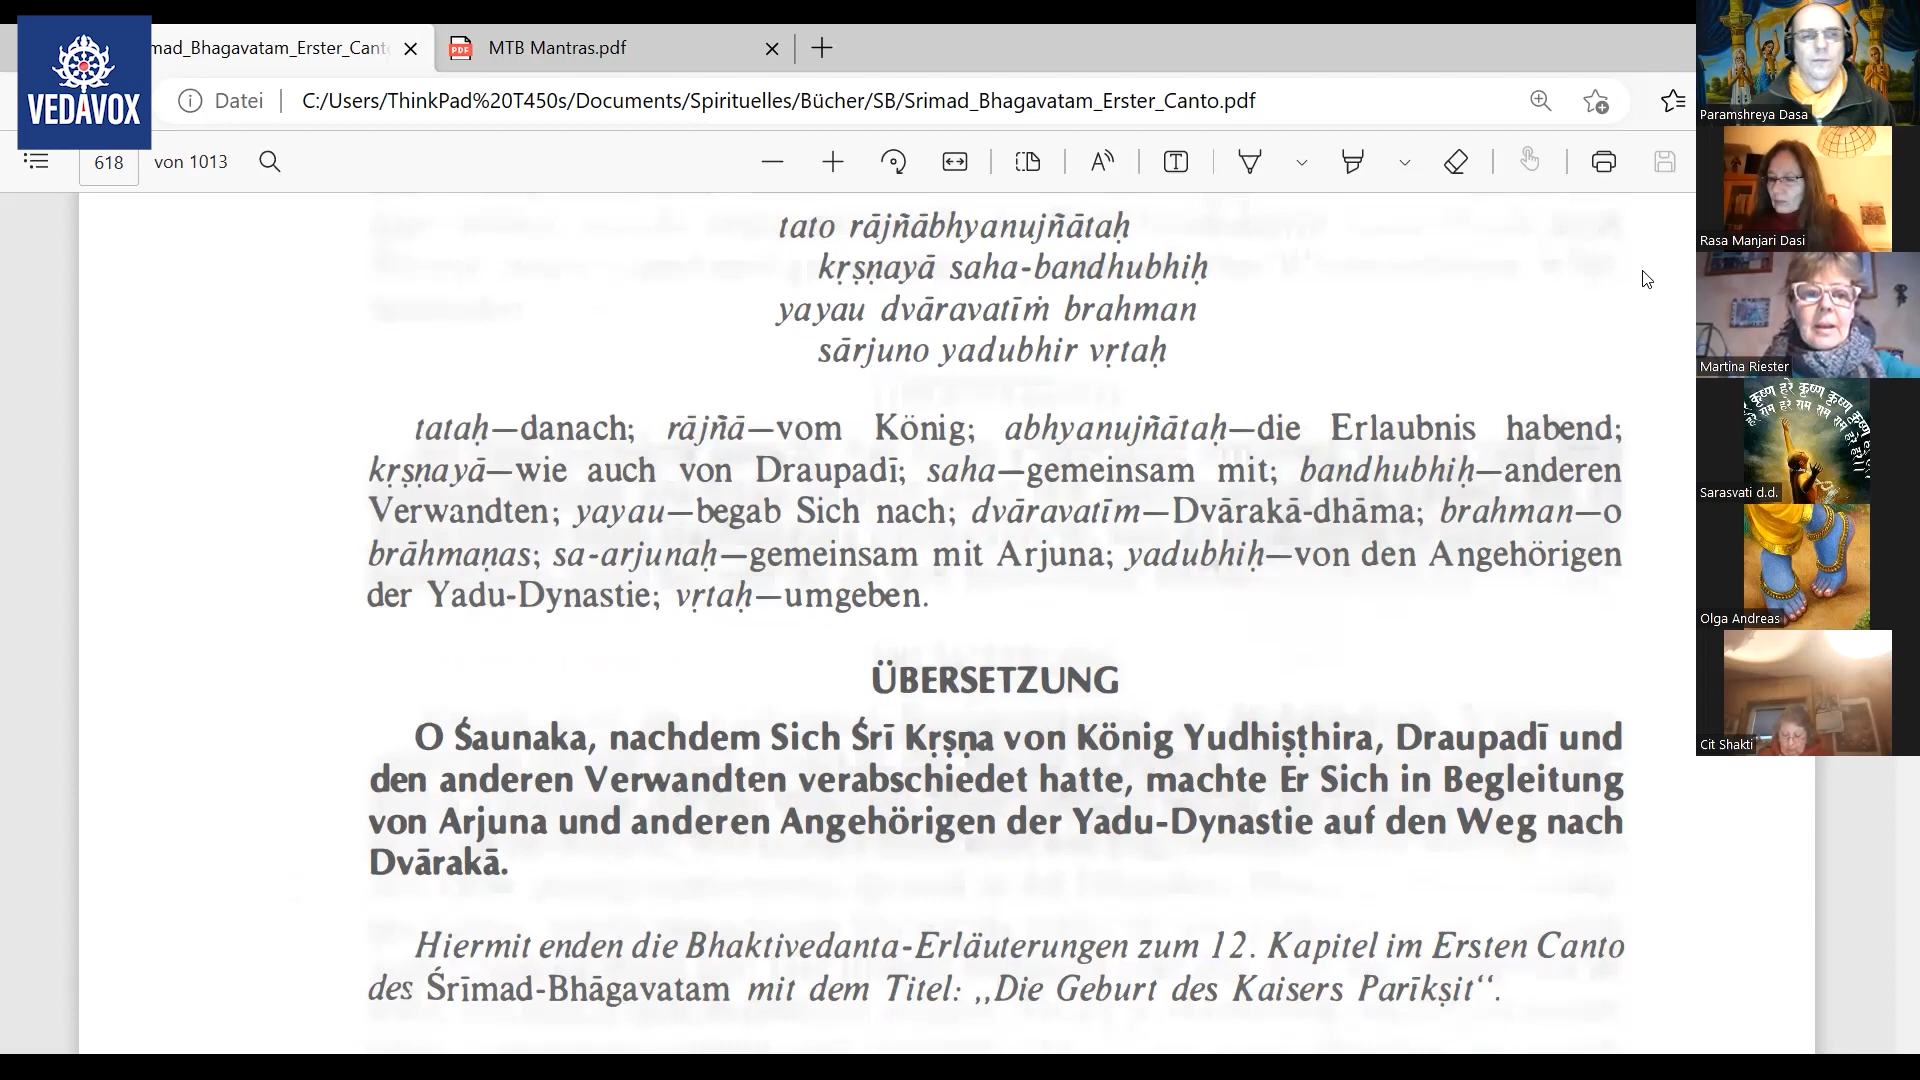 mad_Bhagavatam_Erster_Cant
MTB Mantras.pdf
PDF
VEDAVOX
Datei
C:/Users/ThinkPad%20T450s/Documents/Spirituelles/Bücher/SB/Srimad_Bhagavatam_Erster_Canto.pdf
618 von 1013
tato rājñābhyanujñātaḥ
kṛṣṇayā saha-bandhubhiḥ
yayau dvāravatīṁ brahman
sārjuno yadubhir vṛtaḥ
tataḥ—danach; rājñā—vom König; abhyanujñātaḥ—die Erlaubnis habend;
kṛṣṇayā—wie auch von Draupadī; saha—gemeinsam mit; bandhubhiḥ—anderen
Verwandten; yayau—begab Sich nach; dvāravatīm—Dvārakā-dhāma; brahman—o
brāhmaṇas; sa-arjunaḥ—gemeinsam mit Arjuna; yadubhiḥ—von den Angehörigen
der Yadu-Dynastie; vṛtaḥ—umgeben.
ÜBERSETZUNG
O Śaunaka, nachdem Sich Śrī Kṛṣṇa von König Yudhiṣṭhira, Draupadī und
den anderen Verwandten verabschiedet hatte, machte Er Sich in Begleitung
von Arjuna und anderen Angehörigen der Yadu-Dynastie auf den Weg nach
Dvārakā.
Hiermit enden die Bhaktivedanta-Erläuterungen zum 12. Kapitel im Ersten Canto
des Śrīmad-Bhāgavatam mit dem Titel: ,,Die Geburt des Kaisers Parīkṣit“.
Paramshreya Dasa
Rasa Manjari Dasi
Martina Riester
Sarasvati d.d.
Olga Andreas
Cit Shakti